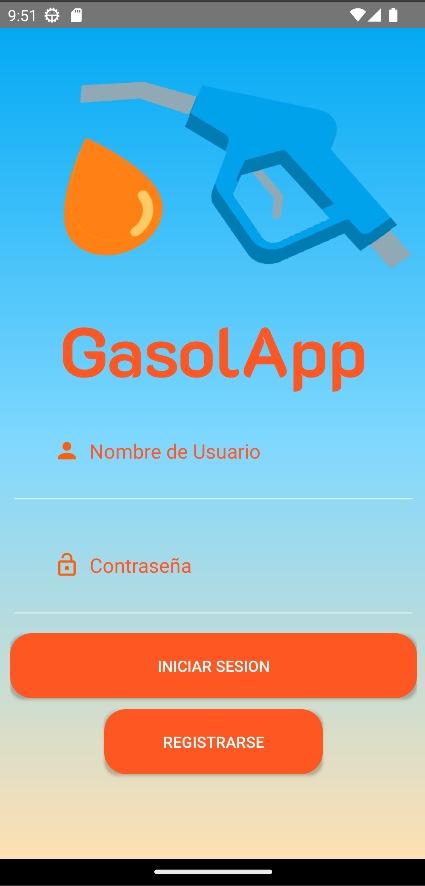 9:51
GasolApp
Nombre de Usuario
Contraseña
INICIAR SESION
REGISTRARSE